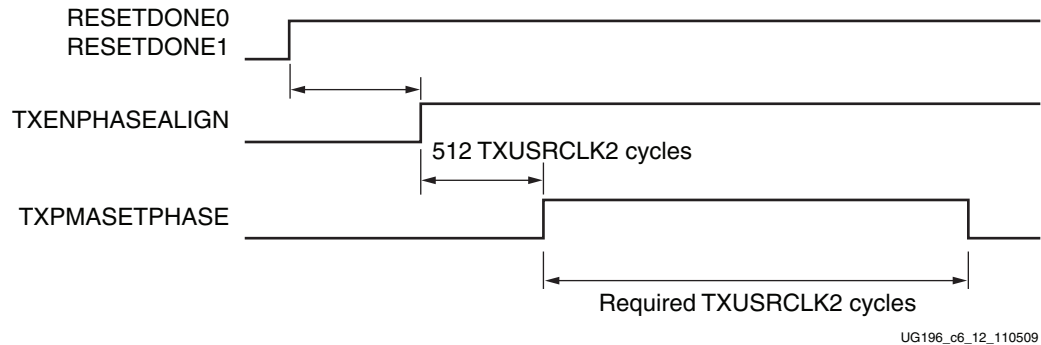 RESETDONE0
RESETDONE1
TXENPHASEALIGN
512 TXUSRCLK2 cycles
TXPMASETPHASE
Required TXUSRCLK2 cycles
UG196_c6_12_110509